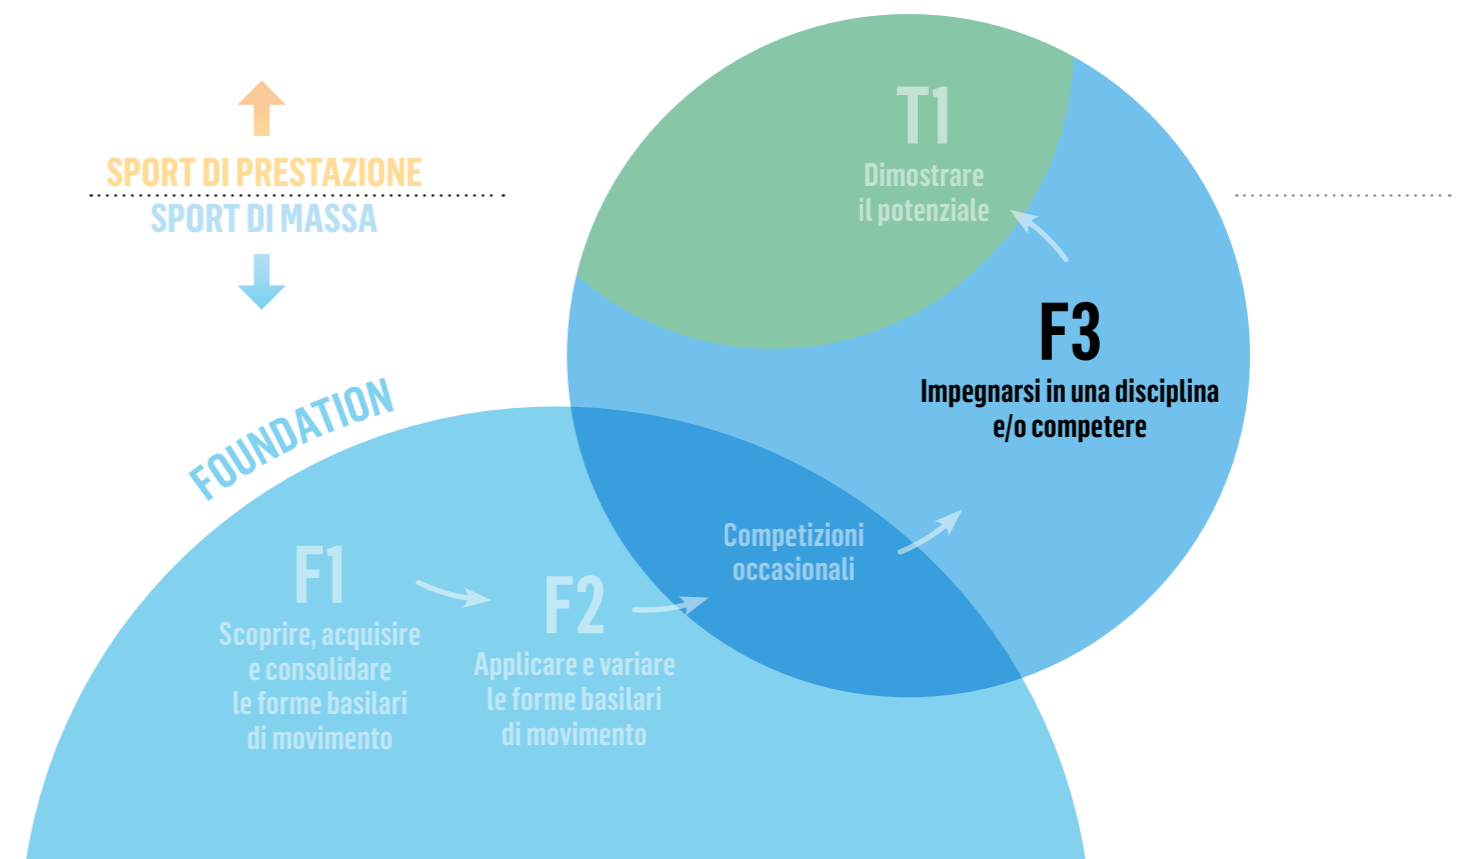 SPORT DI PRESTAZIONE
SPORT DI MASSA
T1
Dimostrare
il potenziale
F3
Impegnarsi in una disciplina
e/o competere
FOUNDATION
Competizioni
occasionali
F1
Scoprire, acquisire
e consolidare
le forme basilari
di movimento
F2
Applicare e variare
le forme basilari
di movimento